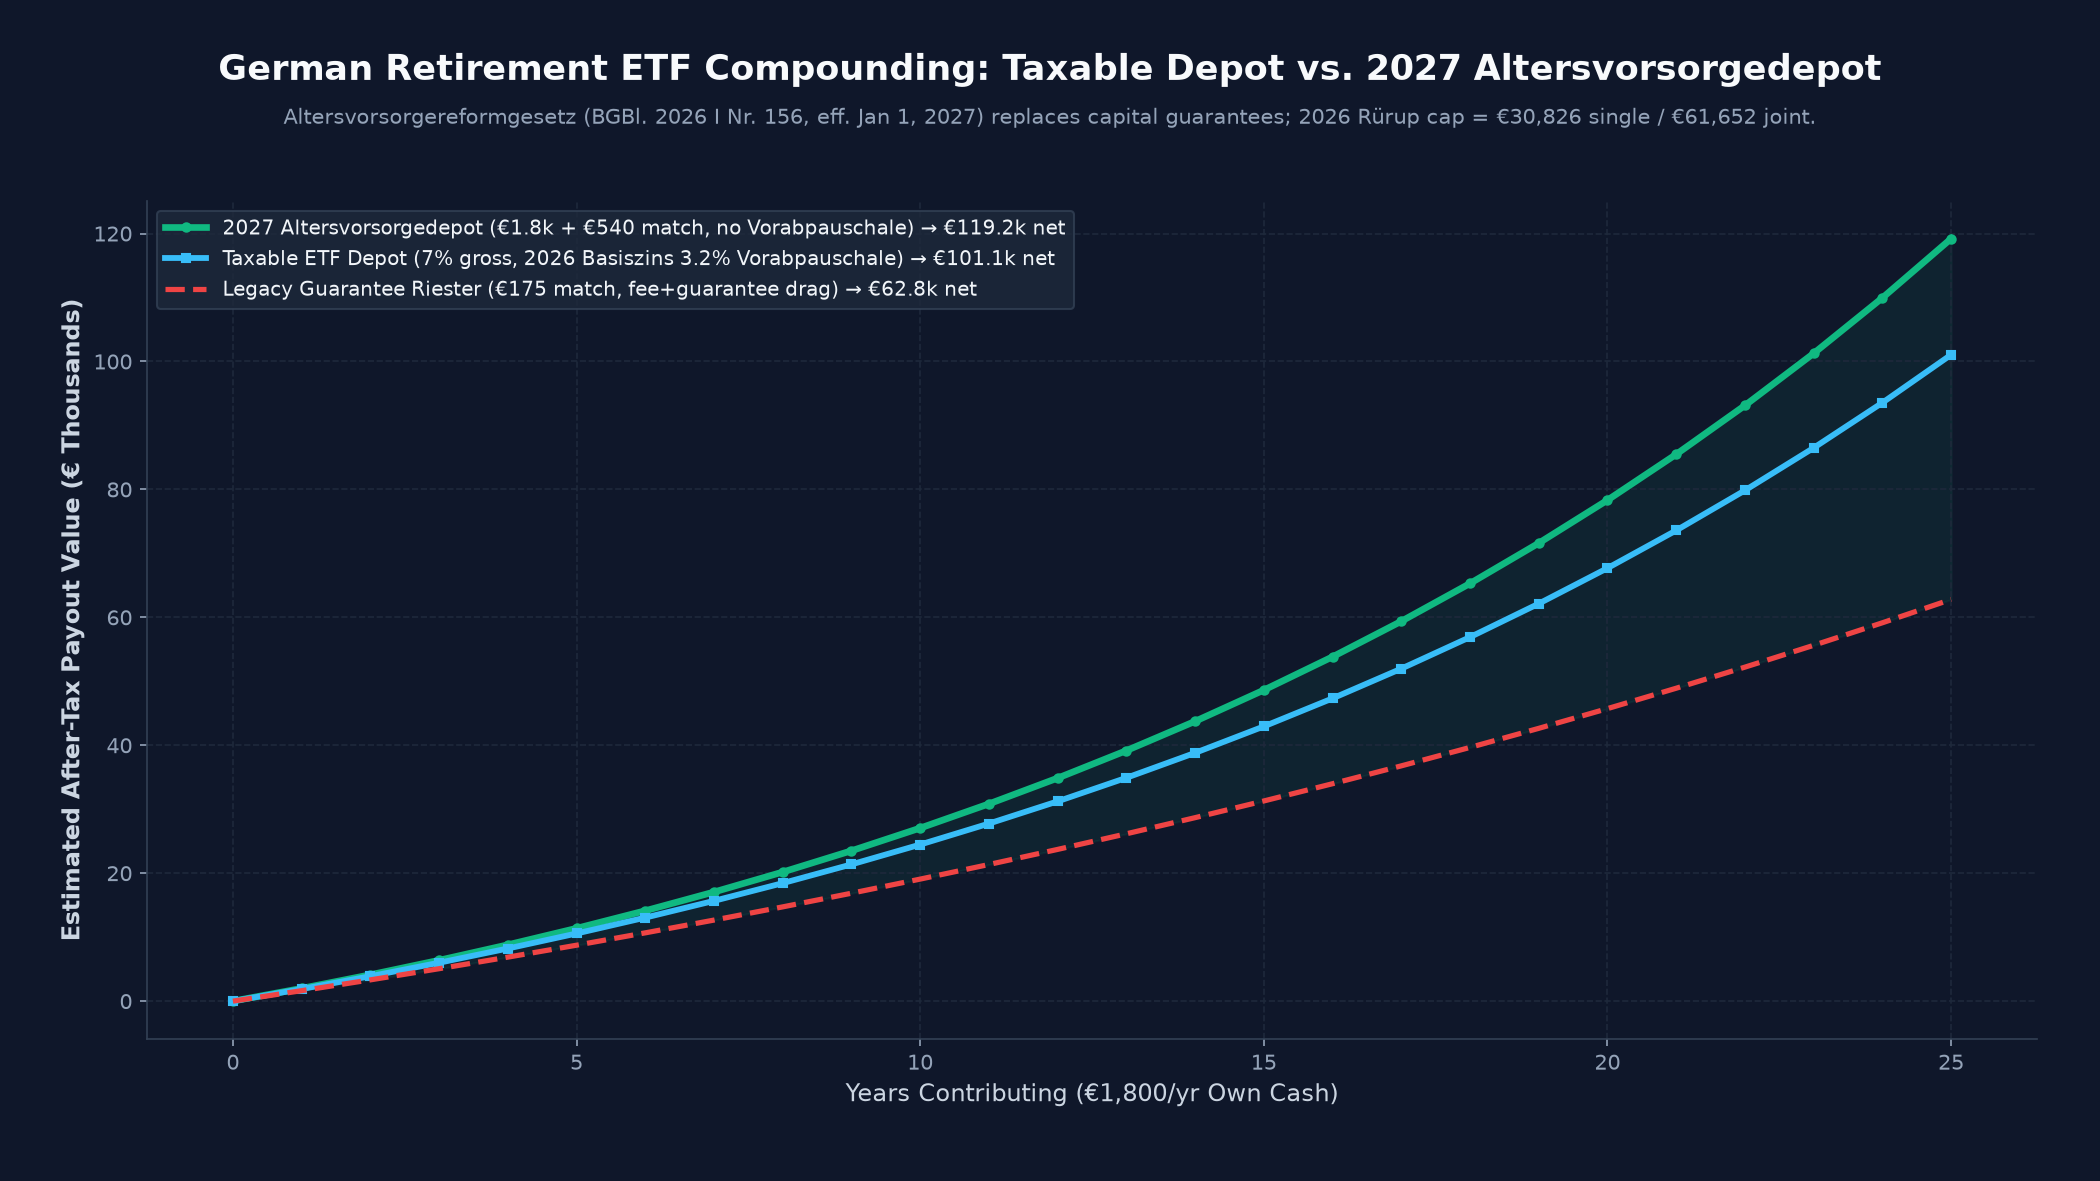 German Retirement ETF Compounding: Taxable Depot vs. 2027 Altersvorsorgedepot
Altersvorsorgereformgesetz (BGBl. 2026 I Nr. 156, eff. Jan 1, 2027) replaces capital guarantees; 2026 Rürup cap = €30,826 single / €61,652 joint.
2027 Altersvorsorgedepot (€1.8k + €540 match, no Vorabpauschale) → €119.2k net
Taxable ETF Depot (7% gross, 2026 Basiszins 3.2% Vorabpauschale) → €101.1k net
Legacy Guarantee Riester (€175 match, fee+guarantee drag) → €62.8k net
Estimated After-Tax Payout Value (€ Thousands)
120
100
80
60
40
20
0
0 5 10 15 20 25
Years Contributing (€1,800/yr Own Cash)